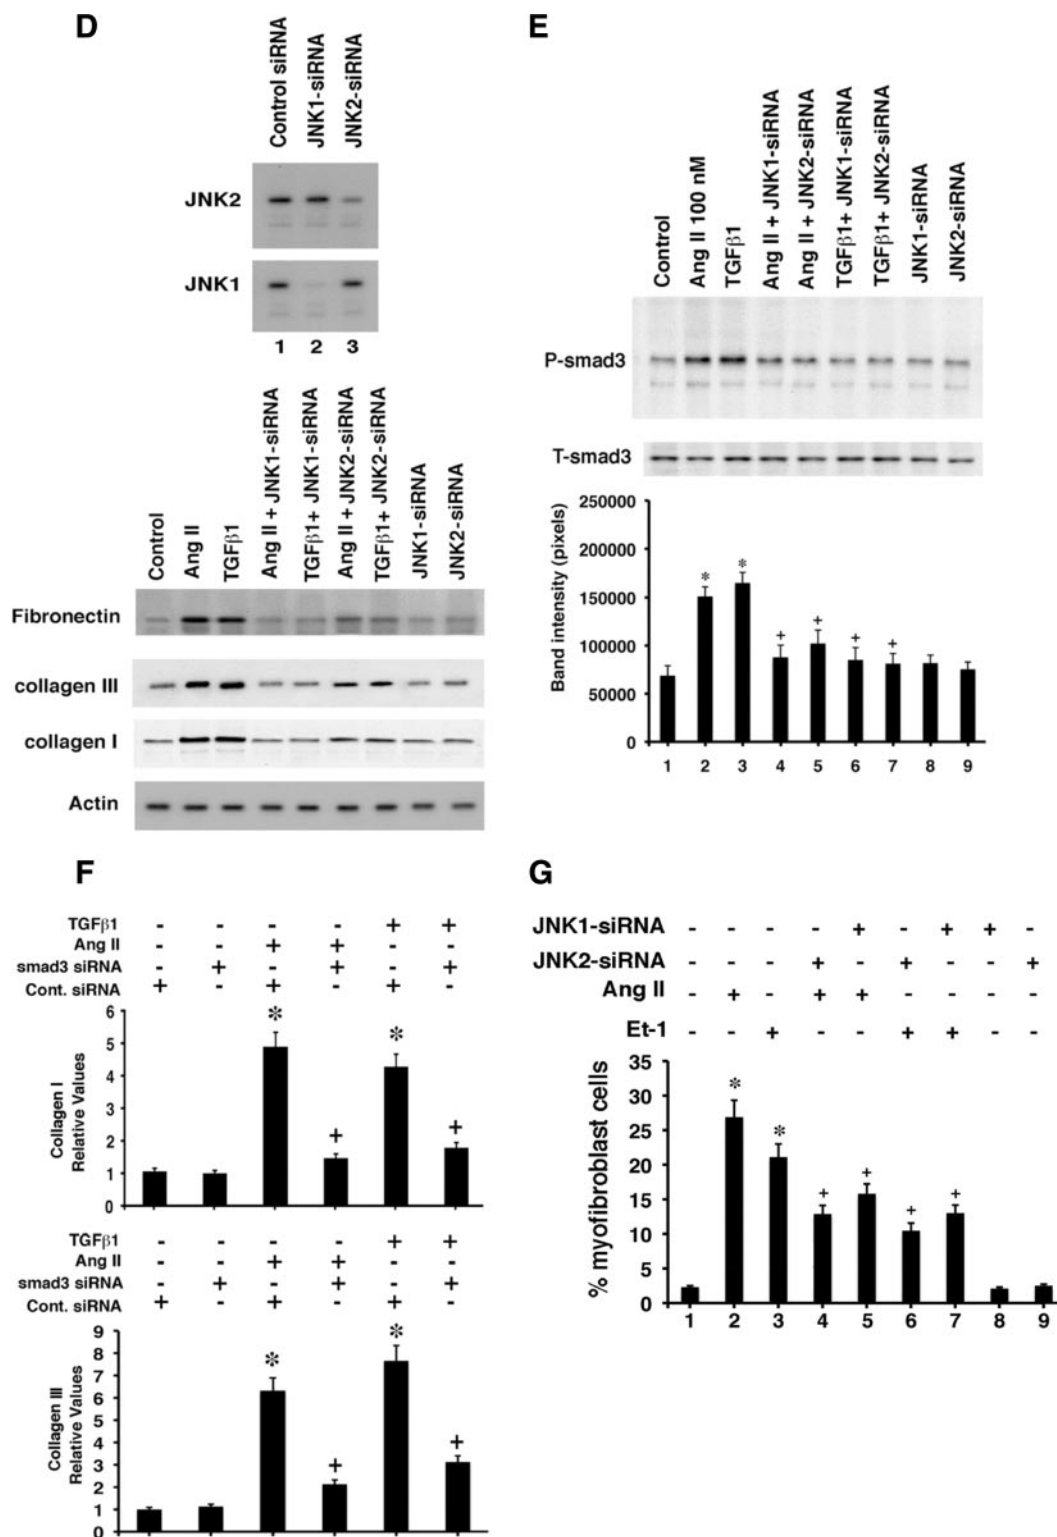 D
Control siRNA
JNK1-siRNA
JNK2-siRNA
JNK2
JNK1
1 2 3
Control
Ang II
TGFβ1
Ang II + JNK1-siRNA
TGFβ1+ JNK1-siRNA
Ang II + JNK2-siRNA
TGFβ1+ JNK2-siRNA
JNK1-siRNA
JNK2-siRNA
Fibronectin
collagen III
collagen I
Actin
E
Control
Ang II 100 nM
TGFβ1
Ang II + JNK1-siRNA
Ang II + JNK2-siRNA
TGFβ1+ JNK1-siRNA
TGFβ1+ JNK2-siRNA
JNK1-siRNA
JNK2-siRNA
P-smad3
T-smad3
Band intensity (pixels)
250000
200000
150000
100000
50000
0
* * + + + +
1 2 3 4 5 6 7 8 9
F
TGFβ1 - - - - + +
Ang II - - + + - -
smad3 siRNA - + - + - +
Cont. siRNA + - + - + -
Collagen I
Relative Values
6
5
4
3
2
1
0
* + * +
TGFβ1 - - - - + +
Ang II - - + + - -
smad3 siRNA - + - + - +
Cont. siRNA + - + - + -
Collagen III
Relative Values
9
8
7
6
5
4
3
2
1
0
* + * +
G
JNK1-siRNA - - - - + - + + -
JNK2-siRNA - - - + - + - - +
Ang II - + - + + - - - -
Et-1 - - + - - + + - -
% myofibroblast cells
35
30
25
20
15
10
5
0
* * + + + +
1 2 3 4 5 6 7 8 9